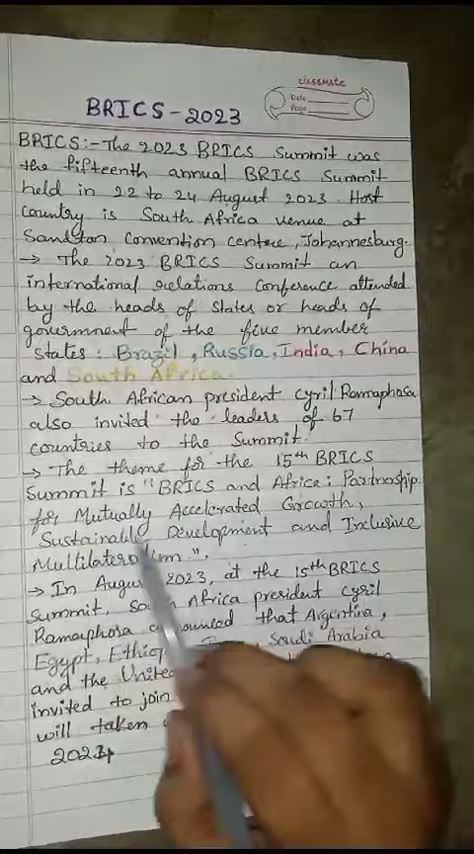 classmate
Date
Page
BRICS-2023
BRICS:- The 2023 BRICS Summit was
the fifteenth annual BRICS Summit
held in 22 to 24 August 2023. Host
country is South Africa venue at
Sandston Convention centre, Johannesburg.
→ The 2023 BRICS Summit an
international relations Conference attended
by the heads of states or heads of
government of the five member
states: Brazil, Russia, India, China
and South Africa.
→ South African president cyril Ramaphosa
also invited the leaders of 67
countries to the Summit.
→ The theme for the 15th BRICS
Summit is "BRICS and Africa: Partnership
for Mutually Accelerated Growth,
Sustainable Development and Inclusive
Multilateralism".
→ In August 2023, at the 15th BRICS
Summit, South Africa president cyril
Ramaphosa announced that Argentina,
Egypt, Ethiop Saudi Arabia
and the United
invited to join
will taken
2024